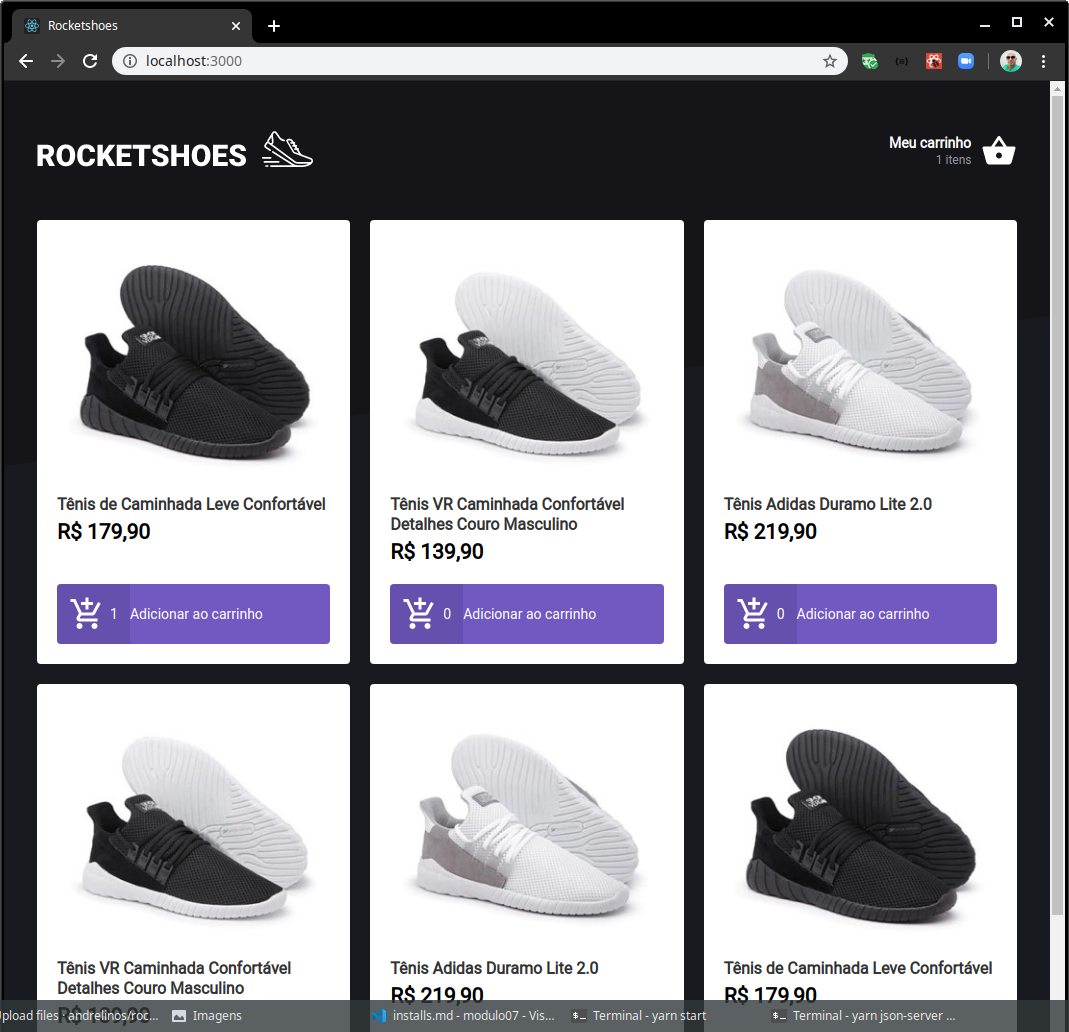 Rocketshoes
localhost:3000
ROCKETSHOES
Meu carrinho
1 itens
Tênis de Caminhada Leve Confortável
R$ 179,90
1 Adicionar ao carrinho
Tênis VR Caminhada Confortável
Detalhes Couro Masculino
R$ 139,90
0 Adicionar ao carrinho
Tênis Adidas Duramo Lite 2.0
R$ 219,90
0 Adicionar ao carrinho
Tênis VR Caminhada Confortável
Detalhes Couro Masculino
R$ 139,90
Tênis Adidas Duramo Lite 2.0
R$ 219,90
Tênis de Caminhada Leve Confortável
R$ 179,90
Upload files · andrelinos/roc...
Imagens
installs.md - modulo07 - Vis...
Terminal - yarn start
Terminal - yarn json-server ...